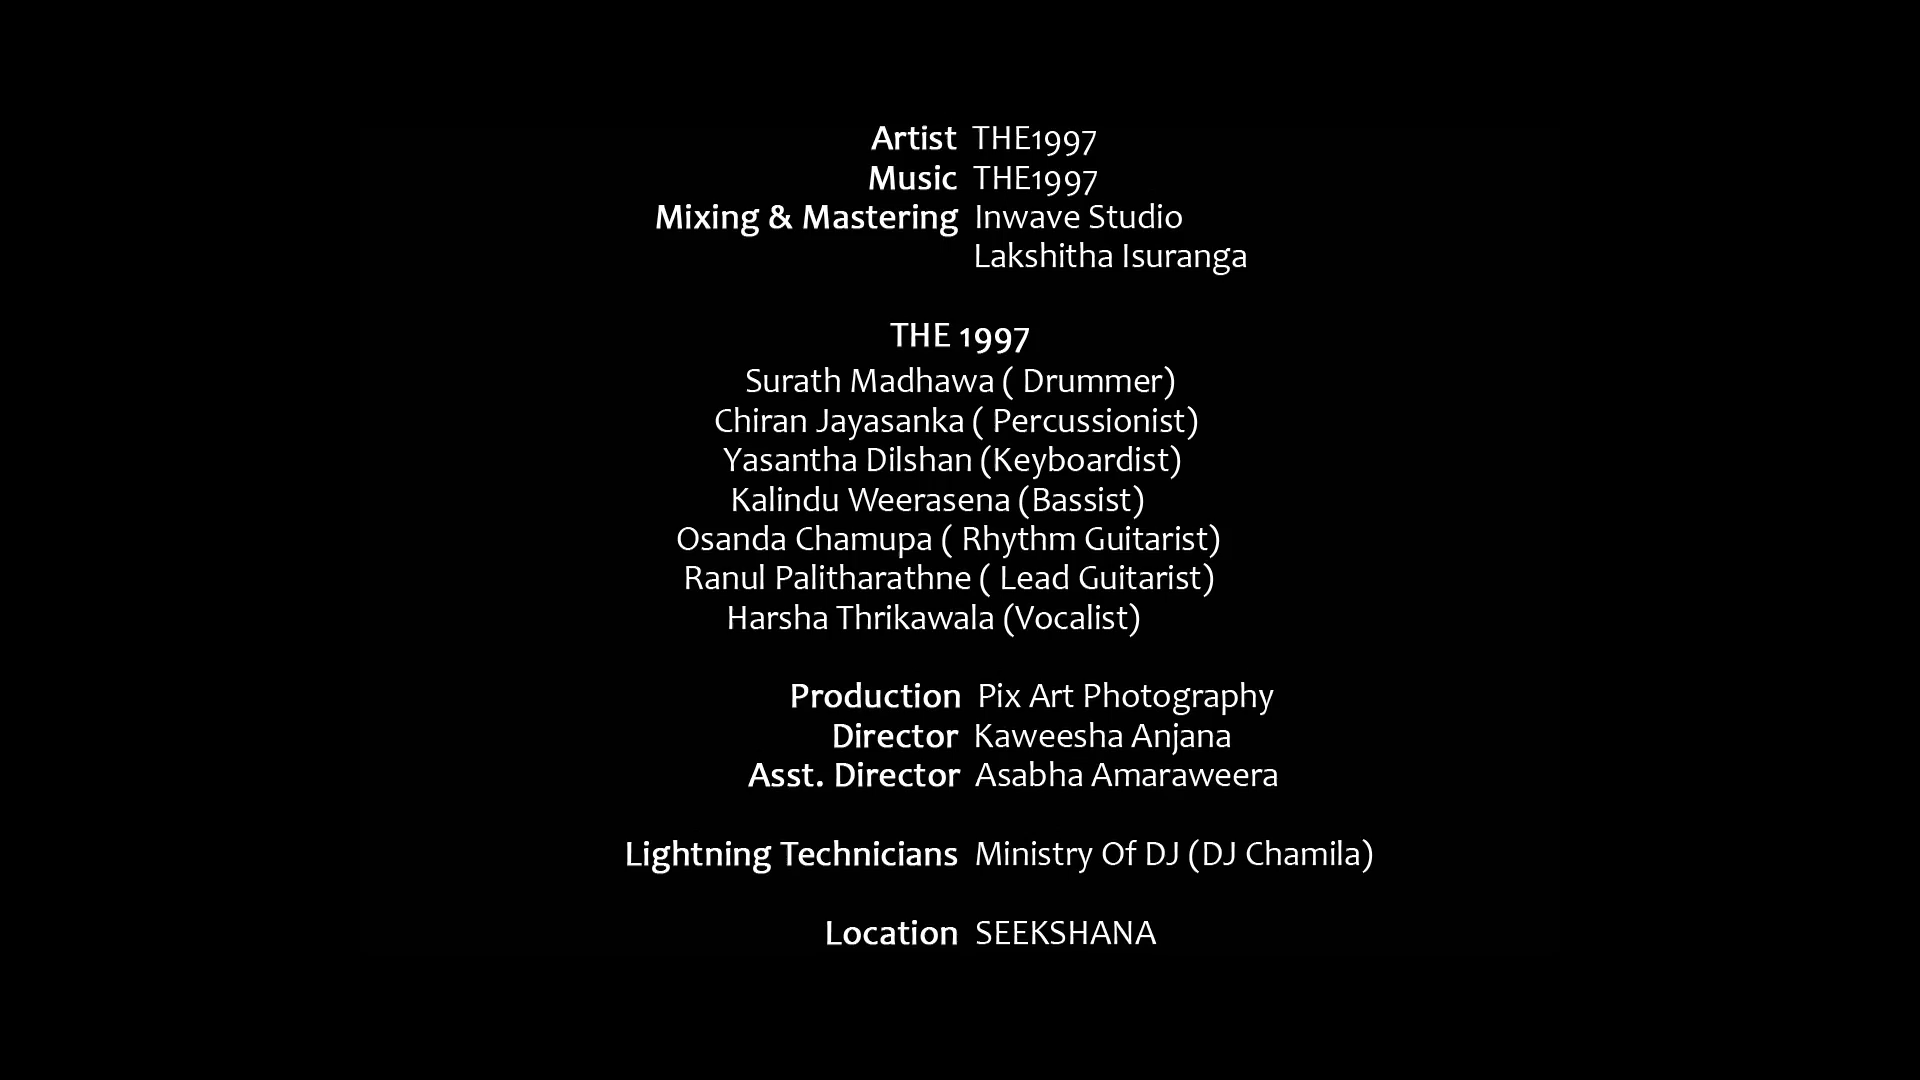 Artist THE1997
Music THE1997
Mixing & Mastering Inwave Studio
Lakshitha Isuranga
THE 1997
Surath Madhawa ( Drummer)
Chiran Jayasanka ( Percussionist)
Yasantha Dilshan (Keyboardist)
Kalindu Weerasena (Bassist)
Osanda Chamupa ( Rhythm Guitarist)
Ranul Palitharathne ( Lead Guitarist)
Harsha Thrikawala (Vocalist)
Production Pix Art Photography
Director Kaweesha Anjana
Asst. Director Asabha Amaraweera
Lightning Technicians Ministry Of DJ (DJ Chamila)
Location SEEKSHANA